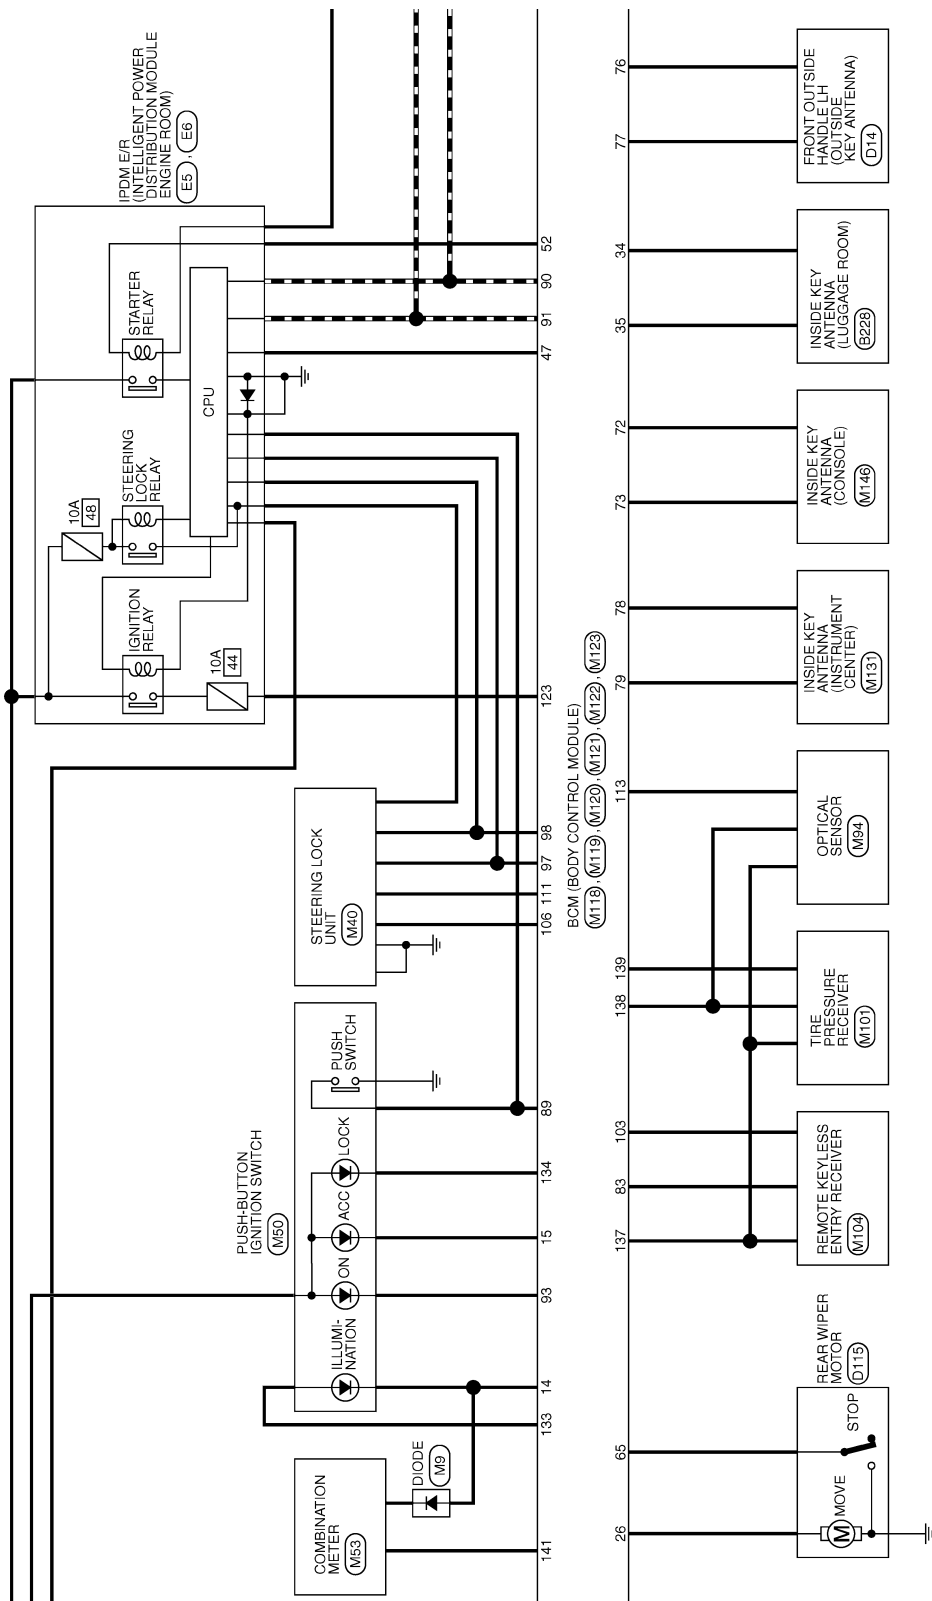 IPDM E/R
(INTELLIGENT POWER
DISTRIBUTION MODULE
ENGINE ROOM)
E5 , E6
STARTER
RELAY
CPU
STEERING
LOCK
RELAY
10A
48
IGNITION
RELAY
10A
44
STEERING LOCK
UNIT
M40
PUSH-BUTTON
IGNITION SWITCH
M50
PUSH
SWITCH
LOCK
ACC
ON
ILLUMI-
NATION
COMBINATION
METER
M53
DIODE
M9
52
90
91
47
123
98
97
111
106
89
134
15
93
14
133
141
BCM (BODY CONTROL MODULE)
M118 , M119 , M120 , M121 , M122 , M123
76
77
34
35
72
73
78
79
113
139
138
103
83
137
65
26
FRONT OUTSIDE
HANDLE LH
(OUTSIDE
KEY ANTENNA)
D14
INSIDE KEY
ANTENNA
(LUGGAGE ROOM)
B228
INSIDE KEY
ANTENNA
(CONSOLE)
M146
INSIDE KEY
ANTENNA
(INSTRUMENT
CENTER)
M131
OPTICAL
SENSOR
M94
TIRE
PRESSURE
RECEIVER
M101
REMOTE KEYLESS
ENTRY RECEIVER
M104
REAR WIPER
MOTOR
D115
STOP
MOVE
M